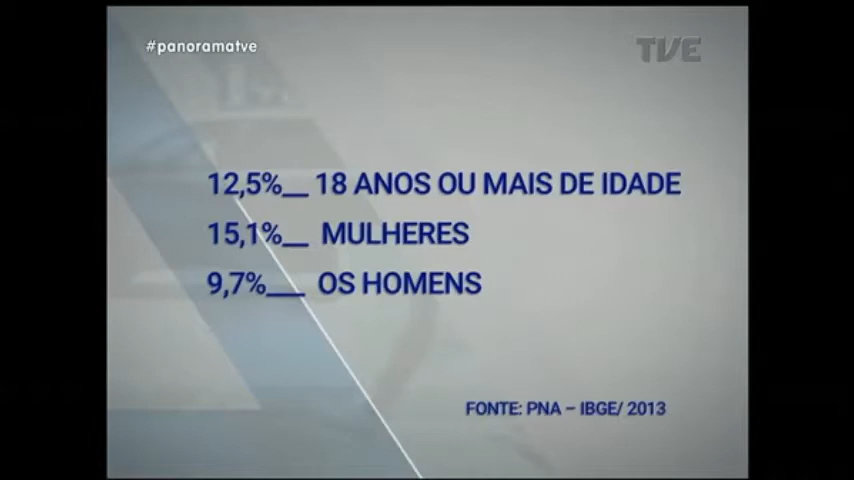 #panoramatve
TVE
12,5%__ 18 ANOS OU MAIS DE IDADE
15,1%__ MULHERES
9,7%___ OS HOMENS
FONTE: PNA – IBGE/ 2013